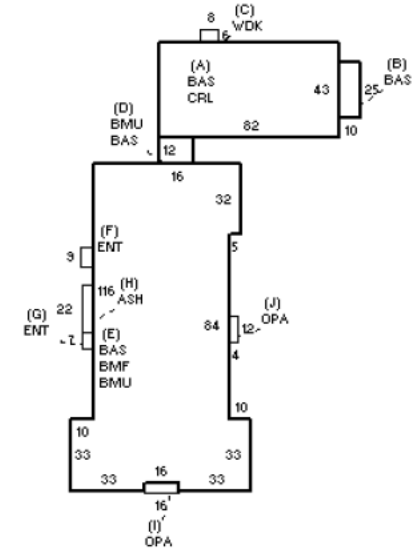 8
(C)
WDK
6
(A)
BAS
CRL
43
(B)
25
BAS
10
82
(D)
BMU
BAS
12
16
32
5
(F)
ENT
9
116
(H)
ASH
22
(G)
ENT
7
(E)
BAS
BMF
BMU
84
(J)
12
OPA
4
10
10
33
33
33
16
33
16
(I)
OPA